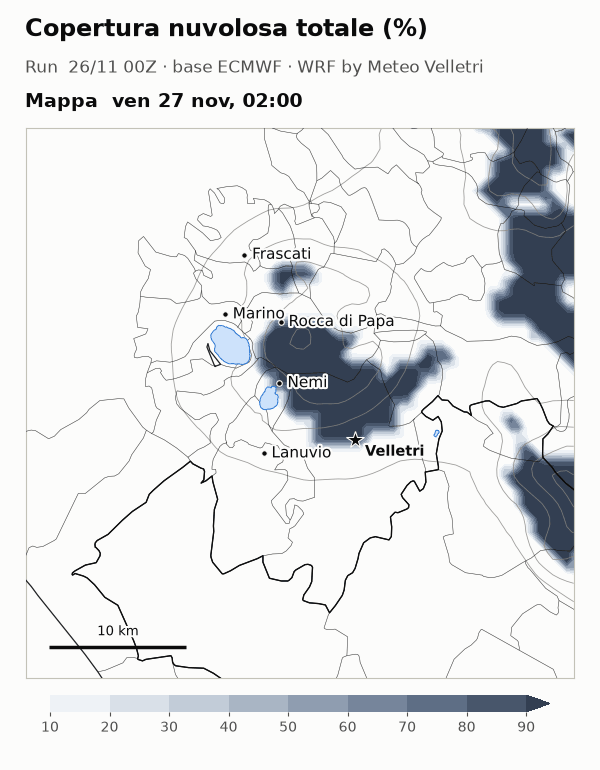 Copertura nuvolosa totale (%)
Run  26/11 00Z · base ECMWF · WRF by Meteo Velletri
Mappa  ven 27 nov, 02:00
Frascati
Marino
Rocca di Papa
Nemi
Velletri
Lanuvio
10 km
10 20 30 40 50 60 70 80 90